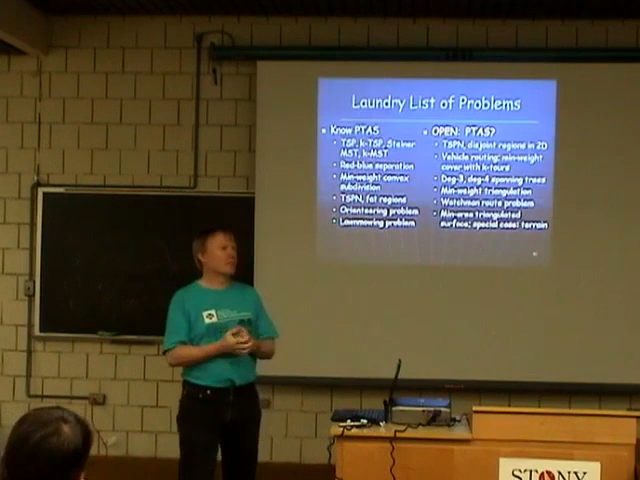 Laundry List of Problems
Know PTAS
TSP, k-TSP, Steiner
MST, k-MST
Red-blue separation
Min-weight convex
subdivision
TSPN, fat regions
Orienteering problem
Lawnmowing problem
OPEN: PTAS?
TSPN, disjoint regions in 2D
Vehicle routing; min-weight
cover with k-tours
Deg-3, deg-4 spanning trees
Min-weight triangulation
Watchman route problem
Min-area triangulated
surface; special case: terrain
STONY